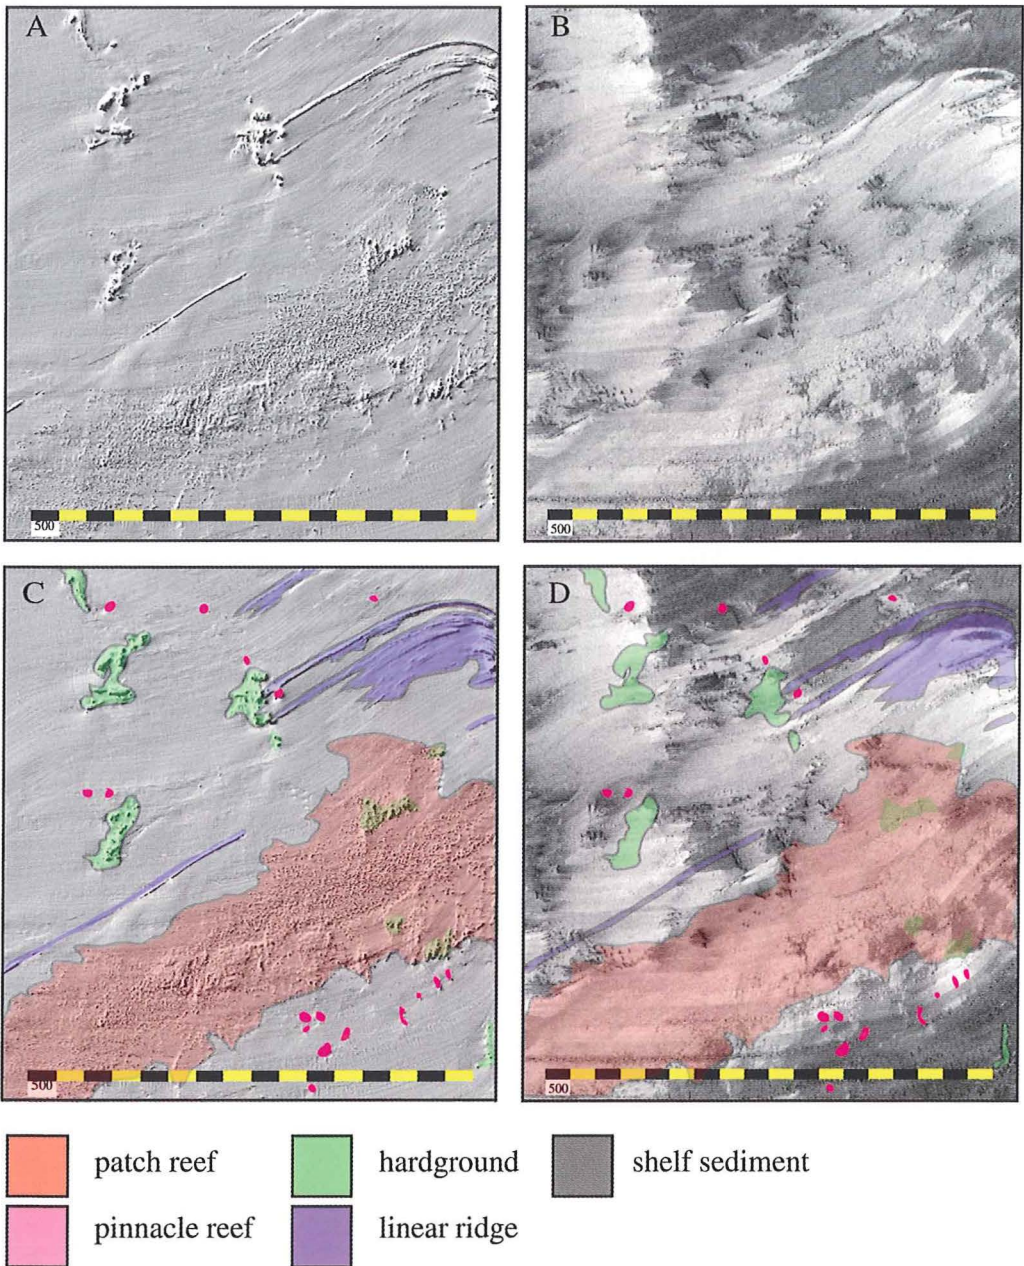 A
B
500
500
C
D
500
500
patch reef
hardground
shelf sediment
pinnacle reef
linear ridge